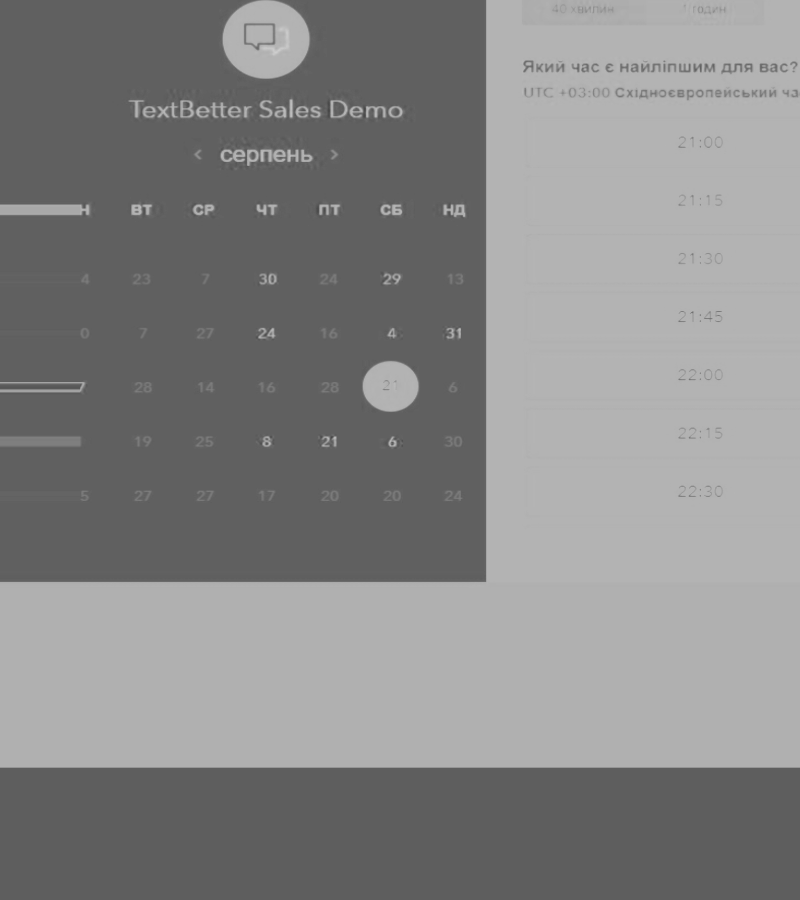 TextBetter Sales Demo
‹ серпень ›
Н ВТ СР ЧТ ПТ СБ НД
4 23 7 30 24 29 13
0 7 27 24 16 4 31
28 14 16 28 21 6
19 25 8 21 6 30
5 27 27 17 20 20 24
40 хвилин 1 годин
Який час є найліпшим для вас?
UTC +03:00 Східноєвропейський ча
21:00
21:15
21:30
21:45
22:00
22:15
22:30